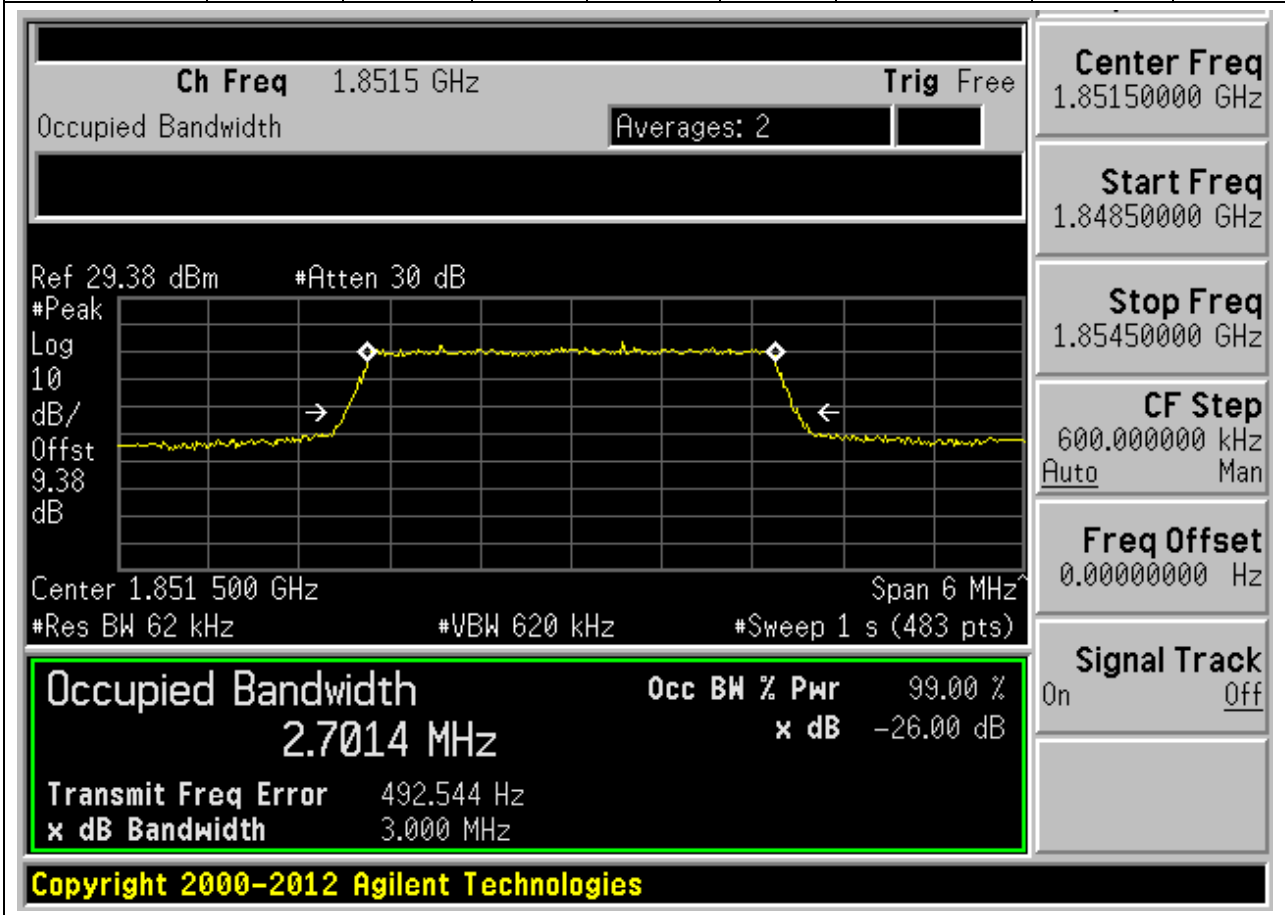 Ch Freq 1.8515 GHz Trig Free
Occupied Bandwidth Averages: 2
Ref 29.38 dBm #Atten 30 dB
#Peak
Log
10
dB/
Offst
9.38
dB
Center 1.851 500 GHz Span 6 MHz^
#Res BW 62 kHz #VBW 620 kHz #Sweep 1 s (483 pts)
Occupied Bandwidth Occ BW % Pwr 99.00 %
2.7014 MHz x dB -26.00 dB
Transmit Freq Error 492.544 Hz
x dB Bandwidth 3.000 MHz
Copyright 2000-2012 Agilent Technologies
Center Freq
1.85150000 GHz
Start Freq
1.84850000 GHz
Stop Freq
1.85450000 GHz
CF Step
600.000000 kHz
Auto Man
Freq Offset
0.00000000 Hz
Signal Track
On Off